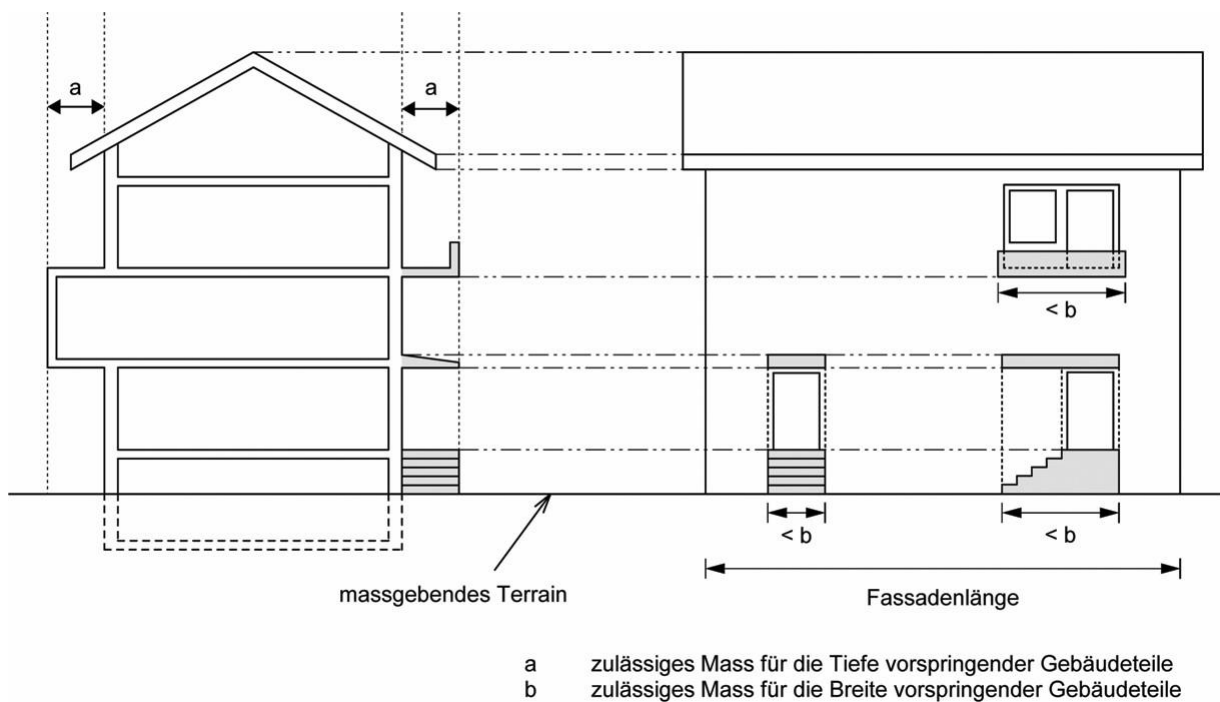 a
a
< b
< b
< b
massgebendes Terrain
Fassadenlänge
a zulässiges Mass für die Tiefe vorspringender Gebäudeteile
b zulässiges Mass für die Breite vorspringender Gebäudeteile